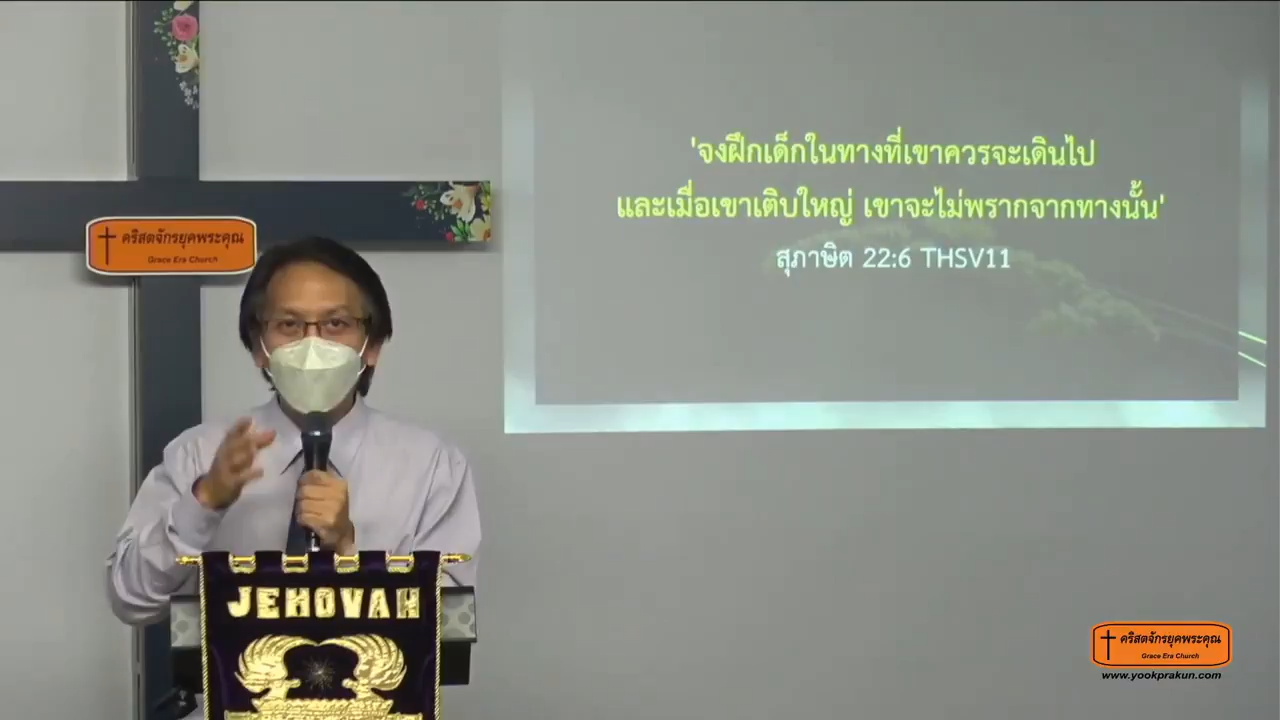 'จงฝึกเด็กในทางที่เขาควรจะเดินไป
และเมื่อเขาเติบใหญ่ เขาจะไม่พรากจากทางนั้น'
สุภาษิต 22:6 THSV11
คริสตจักรยุคพระคุณ
Grace Era Church
JEHOVAH
คริสตจักรยุคพระคุณ
Grace Era Church
www.yookprakun.com